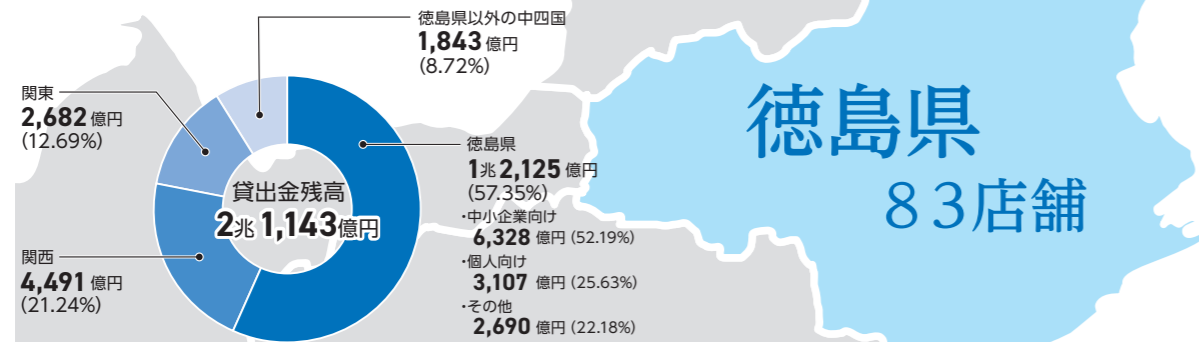 徳島県以外の中四国
1,843億円
(8.72%)
関東
2,682億円
(12.69%)
貸出金残高
2兆1,143億円
関西
4,491億円
(21.24%)
徳島県
1兆2,125億円
(57.35%)
・中小企業向け
6,328億円(52.19%)
・個人向け
3,107億円(25.63%)
・その他
2,690億円(22.18%)
徳島県
83店舗